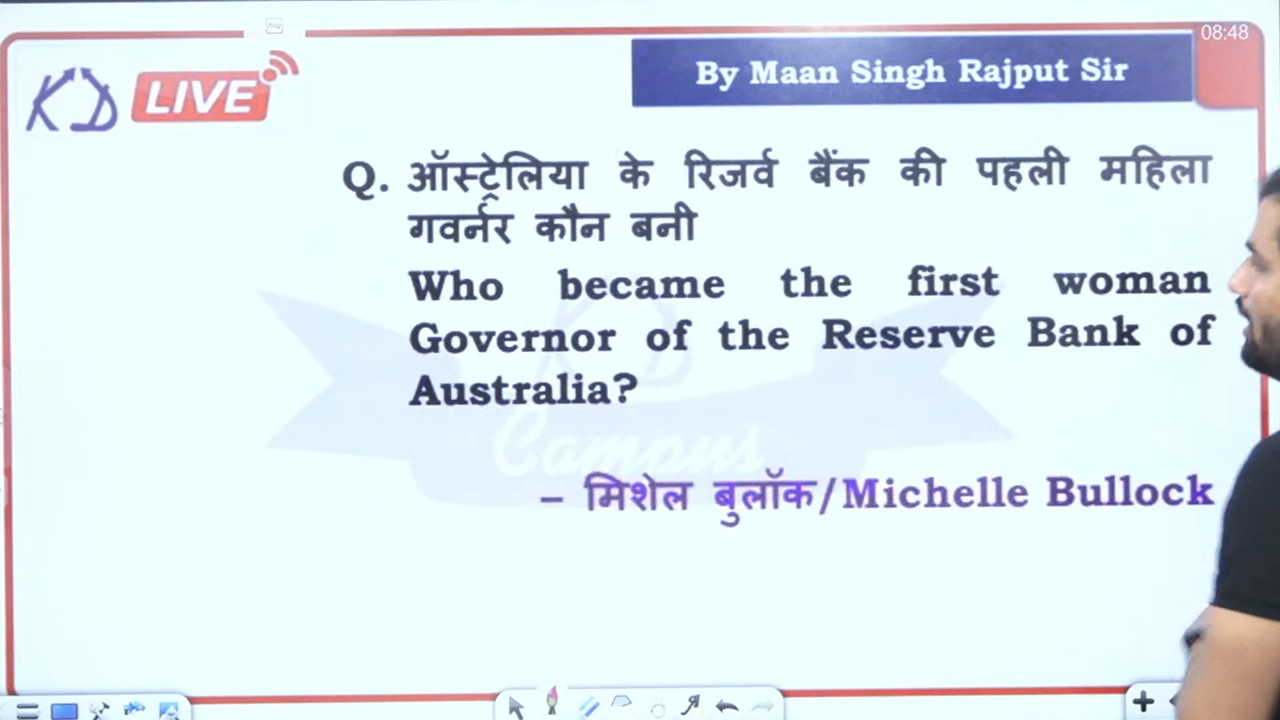 08:48
KD LIVE
By Maan Singh Rajput Sir
Q. ऑस्ट्रेलिया के रिजर्व बैंक की पहली महिला
गवर्नर कौन बनी
Who became the first woman
Governor of the Reserve Bank of
Australia?
Campus
– मिशेल बुलॉक/Michelle Bullock